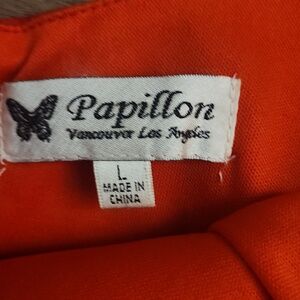 Papillon
Vancouver Los Angeles
L
MADE IN
CHINA